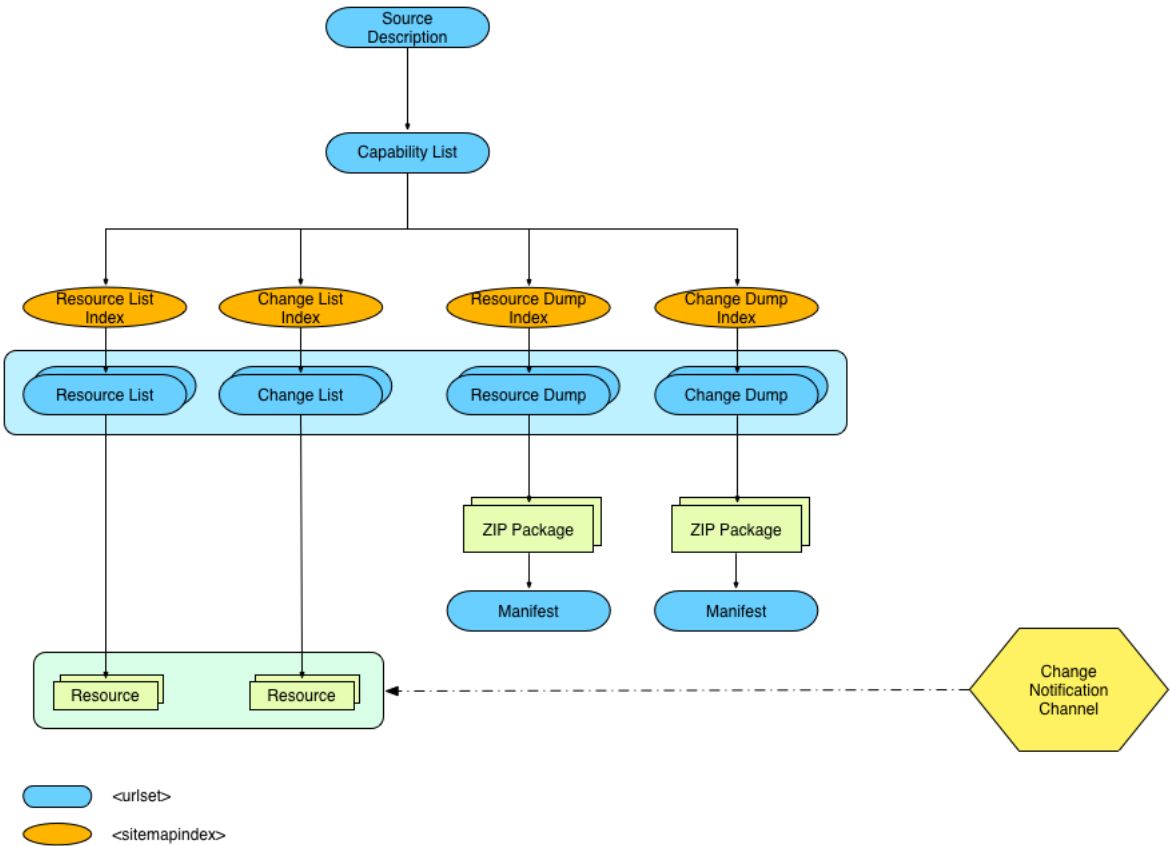 Source
Description
Capability List
Resource List
Index
Change List
Index
Resource Dump
Index
Change Dump
Index
Resource List
Change List
Resource Dump
Change Dump
ZIP Package
ZIP Package
Manifest
Manifest
Resource
Resource
Change
Notification
Channel
<urlset>
<sitemapindex>